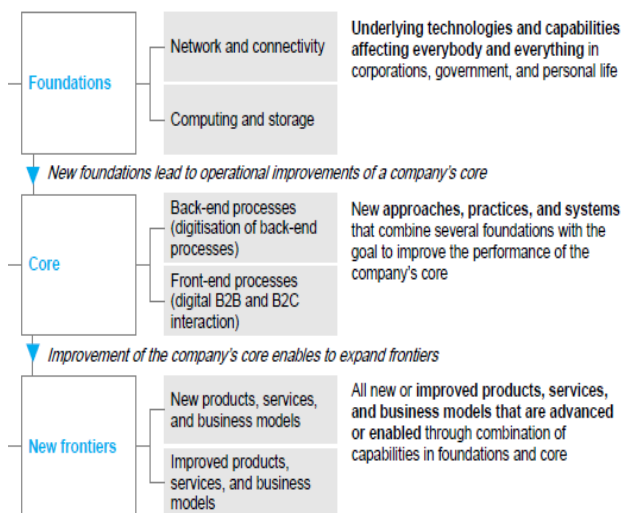 Foundations
Network and connectivity
Computing and storage
Underlying technologies and capabilities
affecting everybody and everything in
corporations, government, and personal life
New foundations lead to operational improvements of a company's core
Core
Back-end processes
(digitisation of back-end
processes)
Front-end processes
(digital B2B and B2C
interaction)
New approaches, practices, and systems
that combine several foundations with the
goal to improve the performance of the
company's core
Improvement of the company's core enables to expand frontiers
New frontiers
New products, services,
and business models
Improved products,
services, and business
models
All new or improved products, services,
and business models that are advanced
or enabled through combination of
capabilities in foundations and core